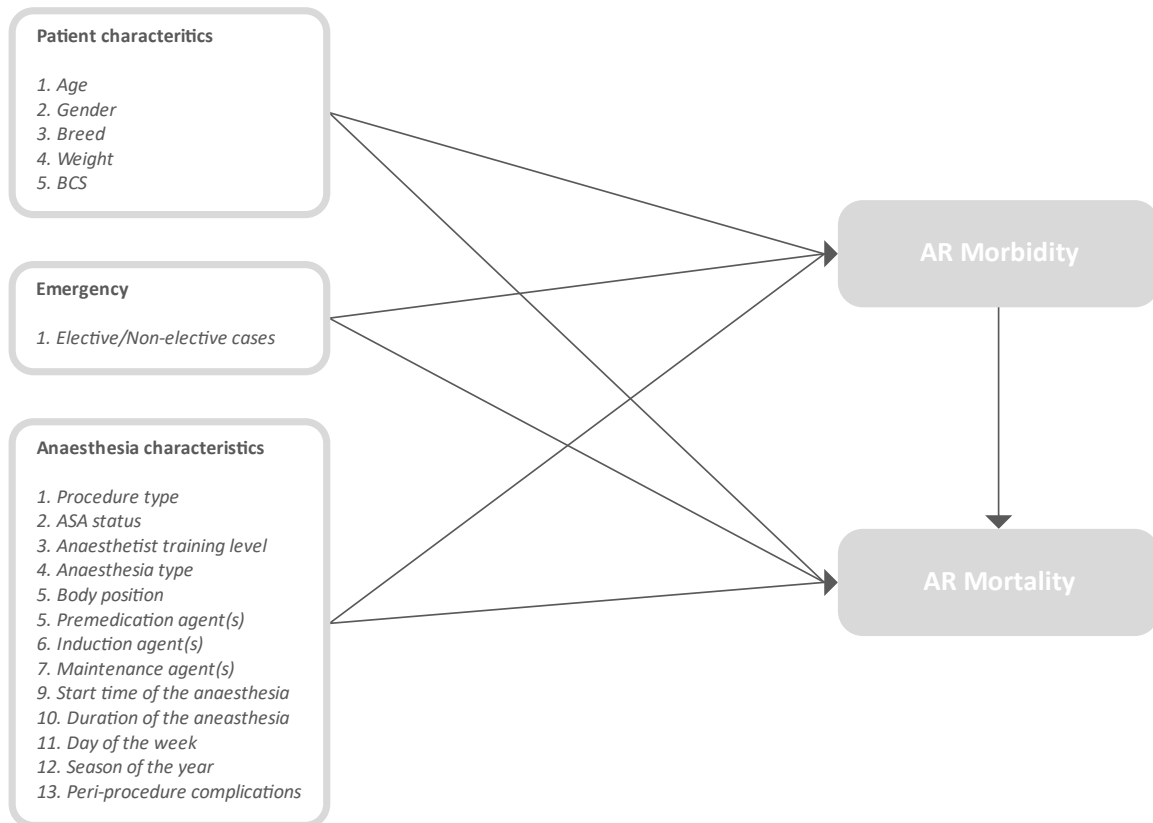 Patient characteritics
1. Age
2. Gender
3. Breed
4. Weight
5. BCS
Emergency
1. Elective/Non-elective cases
Anaesthesia characteristics
1. Procedure type
2. ASA status
3. Anaesthetist training level
4. Anaesthesia type
5. Body position
5. Premedication agent(s)
6. Induction agent(s)
7. Maintenance agent(s)
9. Start time of the anaesthesia
10. Duration of the aneasthesia
11. Day of the week
12. Season of the year
13. Peri-procedure complications
AR Morbidity
AR Mortality